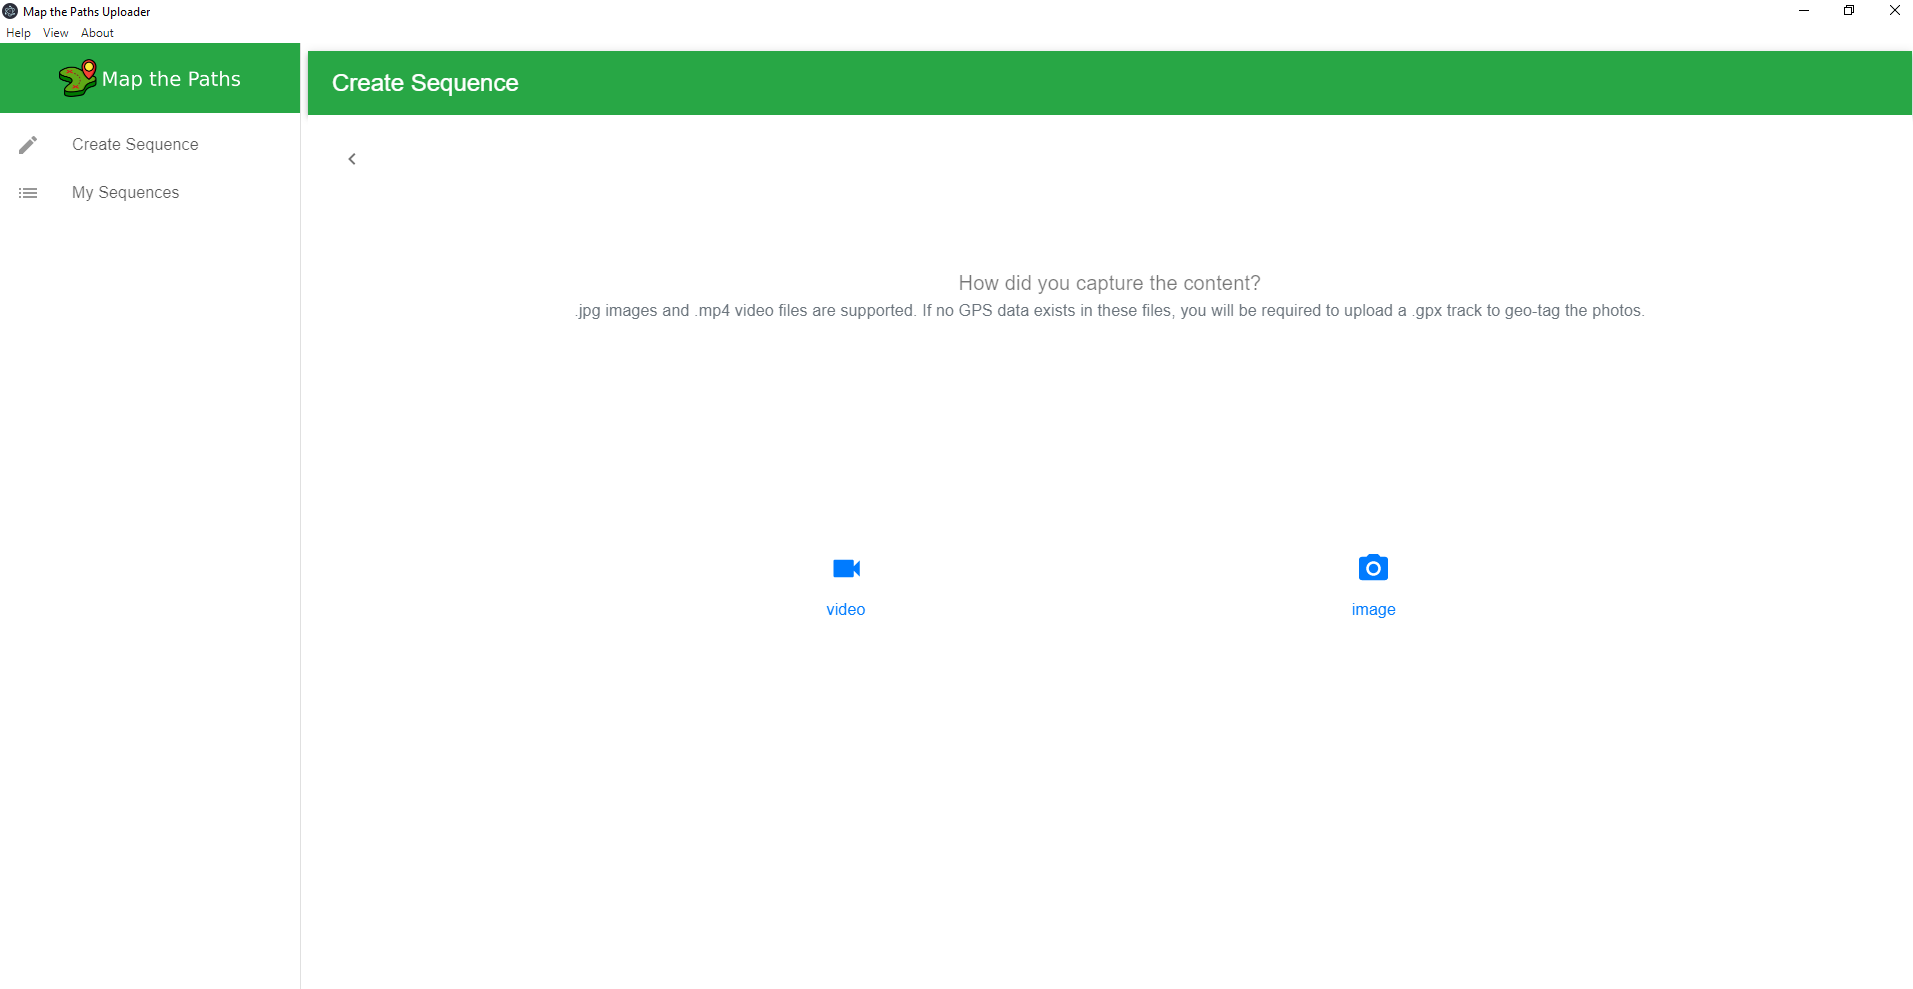 Map the Paths Uploader
Help View About
Map the Paths
Create Sequence
Create Sequence
My Sequences
How did you capture the content?
.jpg images and .mp4 video files are supported. If no GPS data exists in these files, you will be required to upload a .gpx track to geo-tag the photos.
video
image